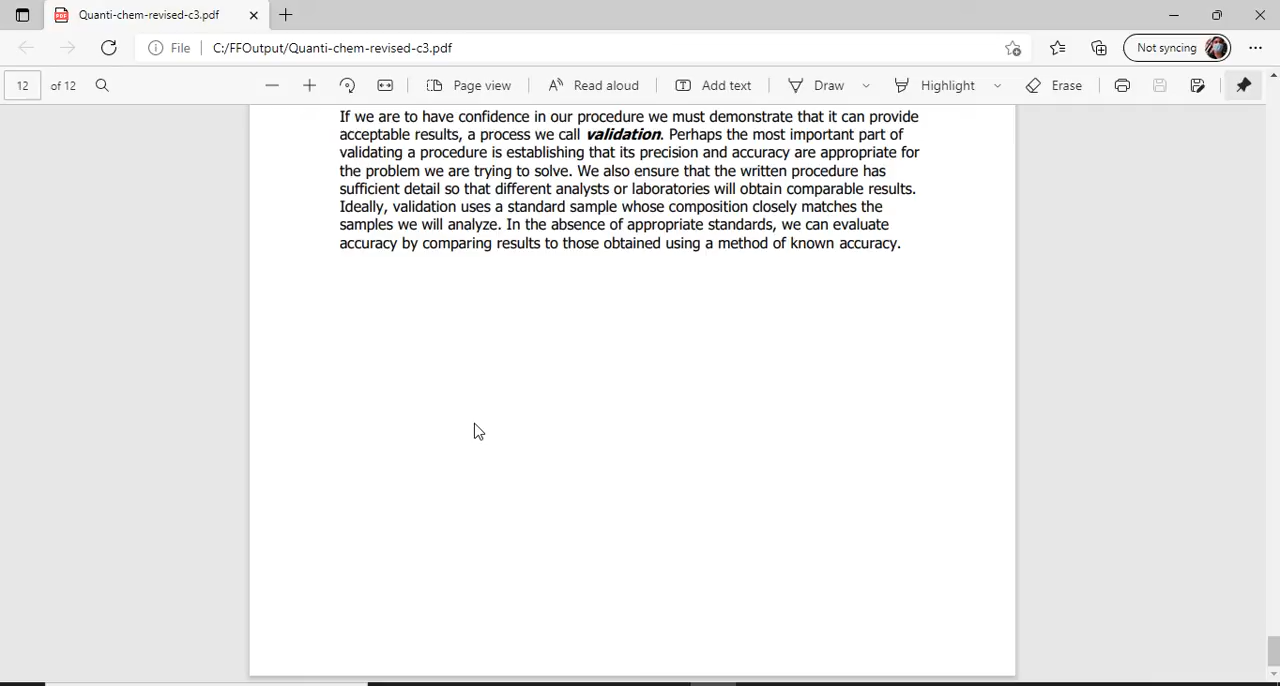 Quanti-chem-revised-c3.pdf
File C:/FFOutput/Quanti-chem-revised-c3.pdf Not syncing
12 of 12 Page view Read aloud Add text Draw Highlight Erase
If we are to have confidence in our procedure we must demonstrate that it can provide
acceptable results, a process we call validation. Perhaps the most important part of
validating a procedure is establishing that its precision and accuracy are appropriate for
the problem we are trying to solve. We also ensure that the written procedure has
sufficient detail so that different analysts or laboratories will obtain comparable results.
Ideally, validation uses a standard sample whose composition closely matches the
samples we will analyze. In the absence of appropriate standards, we can evaluate
accuracy by comparing results to those obtained using a method of known accuracy.